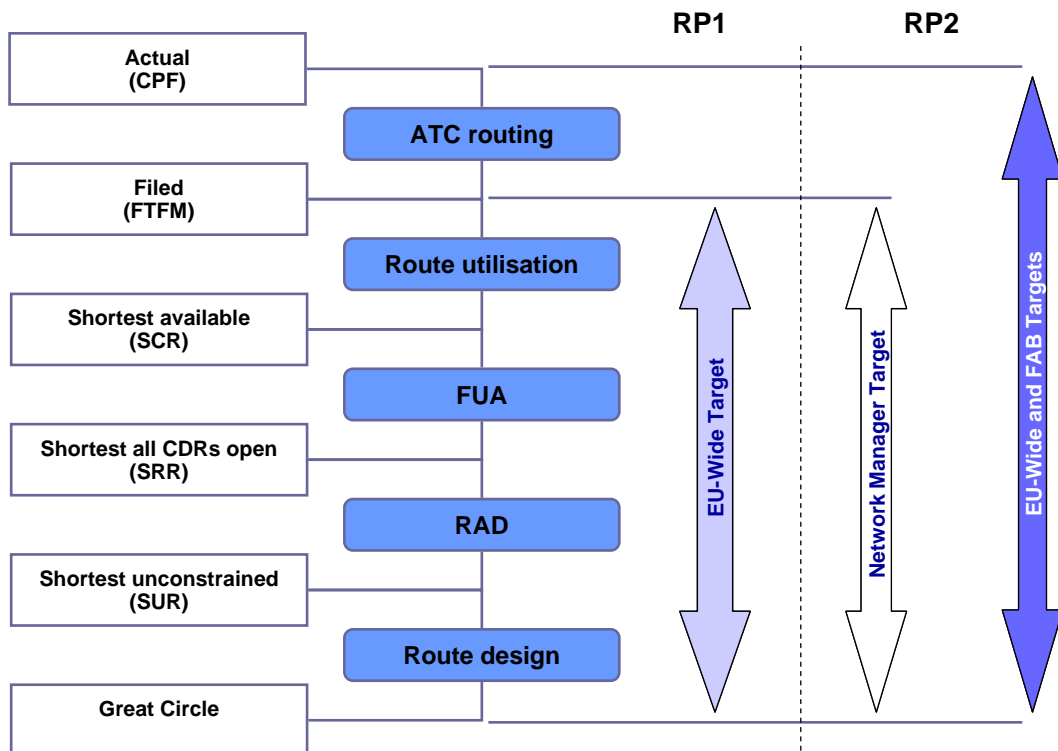 RP1
RP2
Actual
(CPF)
ATC routing
Filed
(FTFM)
Route utilisation
Shortest available
(SCR)
FUA
Shortest all CDRs open
(SRR)
RAD
Shortest unconstrained
(SUR)
Route design
Great Circle
EU-Wide Target
Network Manager Target
EU-Wide and FAB Targets